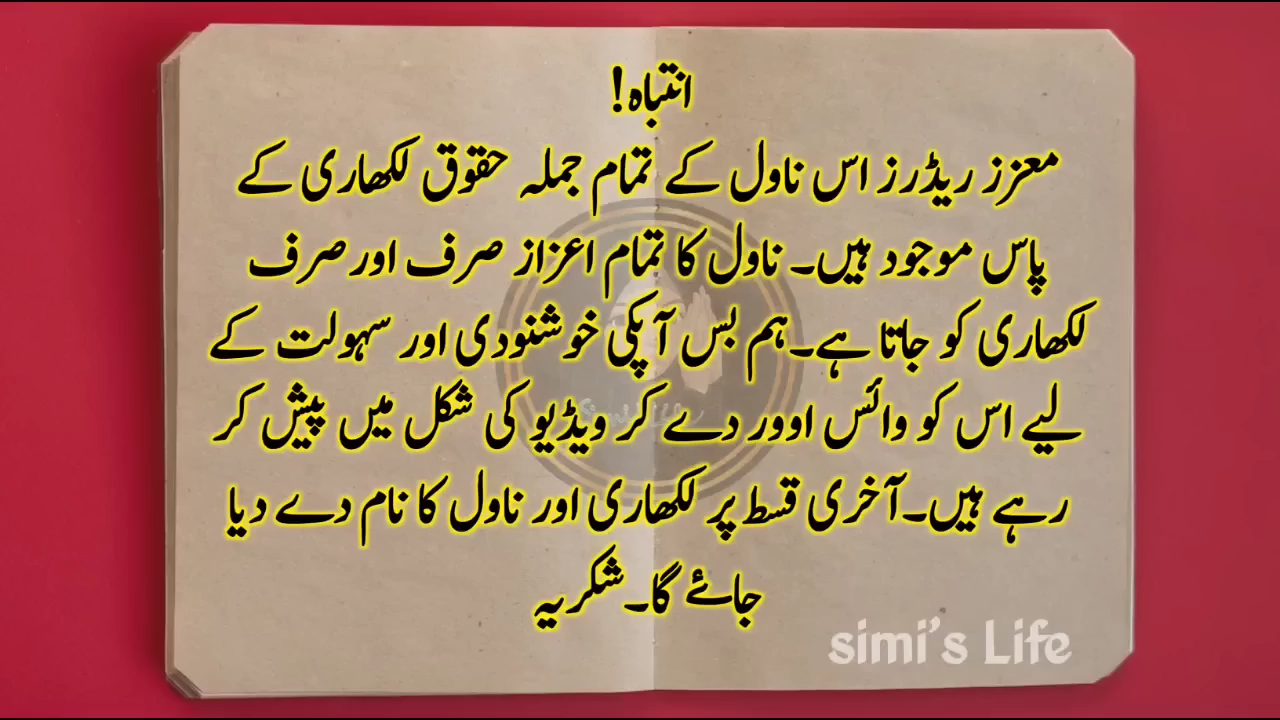 انتباہ!
معزز ریڈرز اس ناول کے تمام جملہ حقوق لکھاری کے
پاس موجود ہیں۔ ناول کا تمام اعزاز صرف اور صرف
لکھاری کو جاتا ہے۔ہم بس آپکی خوشنودی اور سہولت کے
لیے اس کو وائس اوور دے کر ویڈیو کی شکل میں پیش کر
رہے ہیں۔آخری قسط پر لکھاری اور ناول کا نام دے دیا
جائے گا۔شکریہ
simi's Life